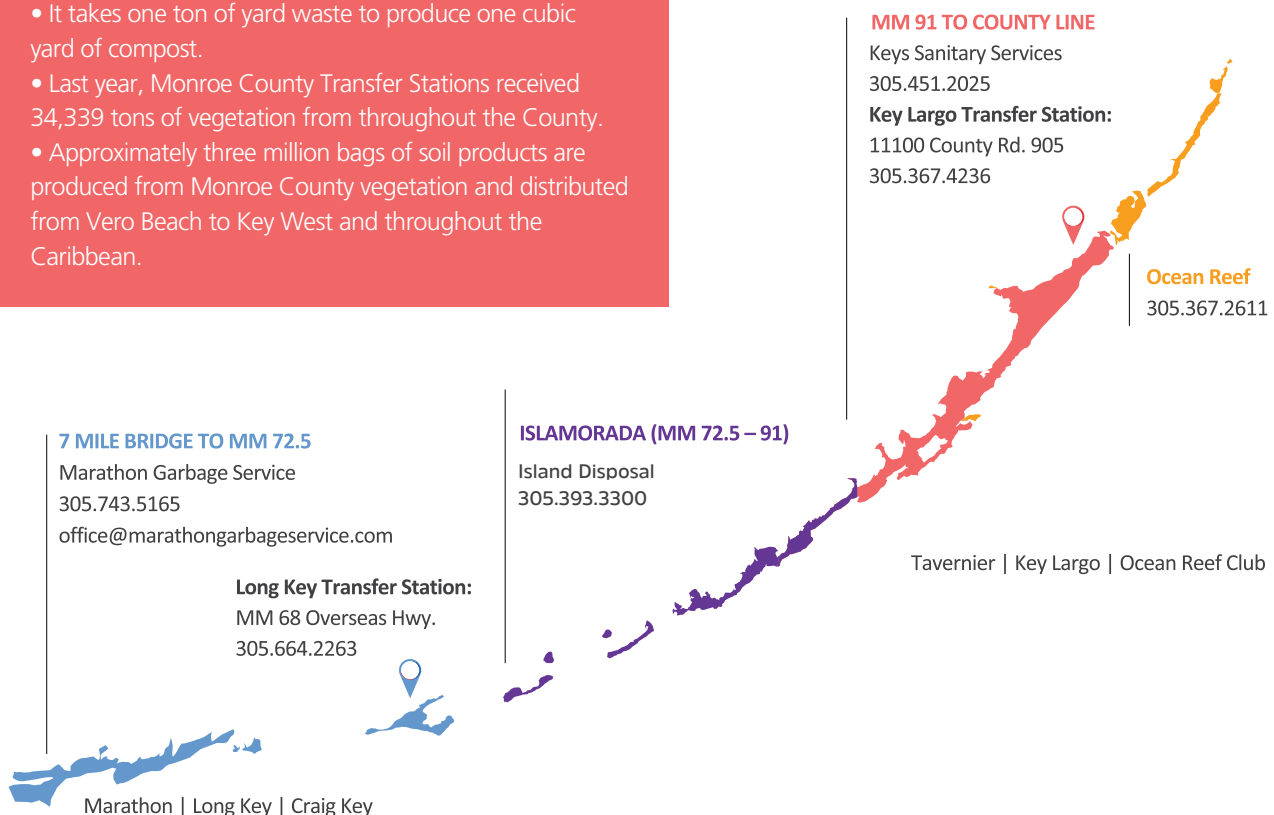 • It takes one ton of yard waste to produce one cubic
yard of compost.
• Last year, Monroe County Transfer Stations received
34,339 tons of vegetation from throughout the County.
• Approximately three million bags of soil products are
produced from Monroe County vegetation and distributed
from Vero Beach to Key West and throughout the
Caribbean.
MM 91 TO COUNTY LINE
Keys Sanitary Services
305.451.2025
Key Largo Transfer Station:
11100 County Rd. 905
305.367.4236
Ocean Reef
305.367.2611
7 MILE BRIDGE TO MM 72.5
Marathon Garbage Service
305.743.5165
office@marathongarbageservice.com
Long Key Transfer Station:
MM 68 Overseas Hwy.
305.664.2263
ISLAMORADA (MM 72.5 – 91)
Island Disposal
305.393.3300
Tavernier | Key Largo | Ocean Reef Club
Marathon | Long Key | Craig Key